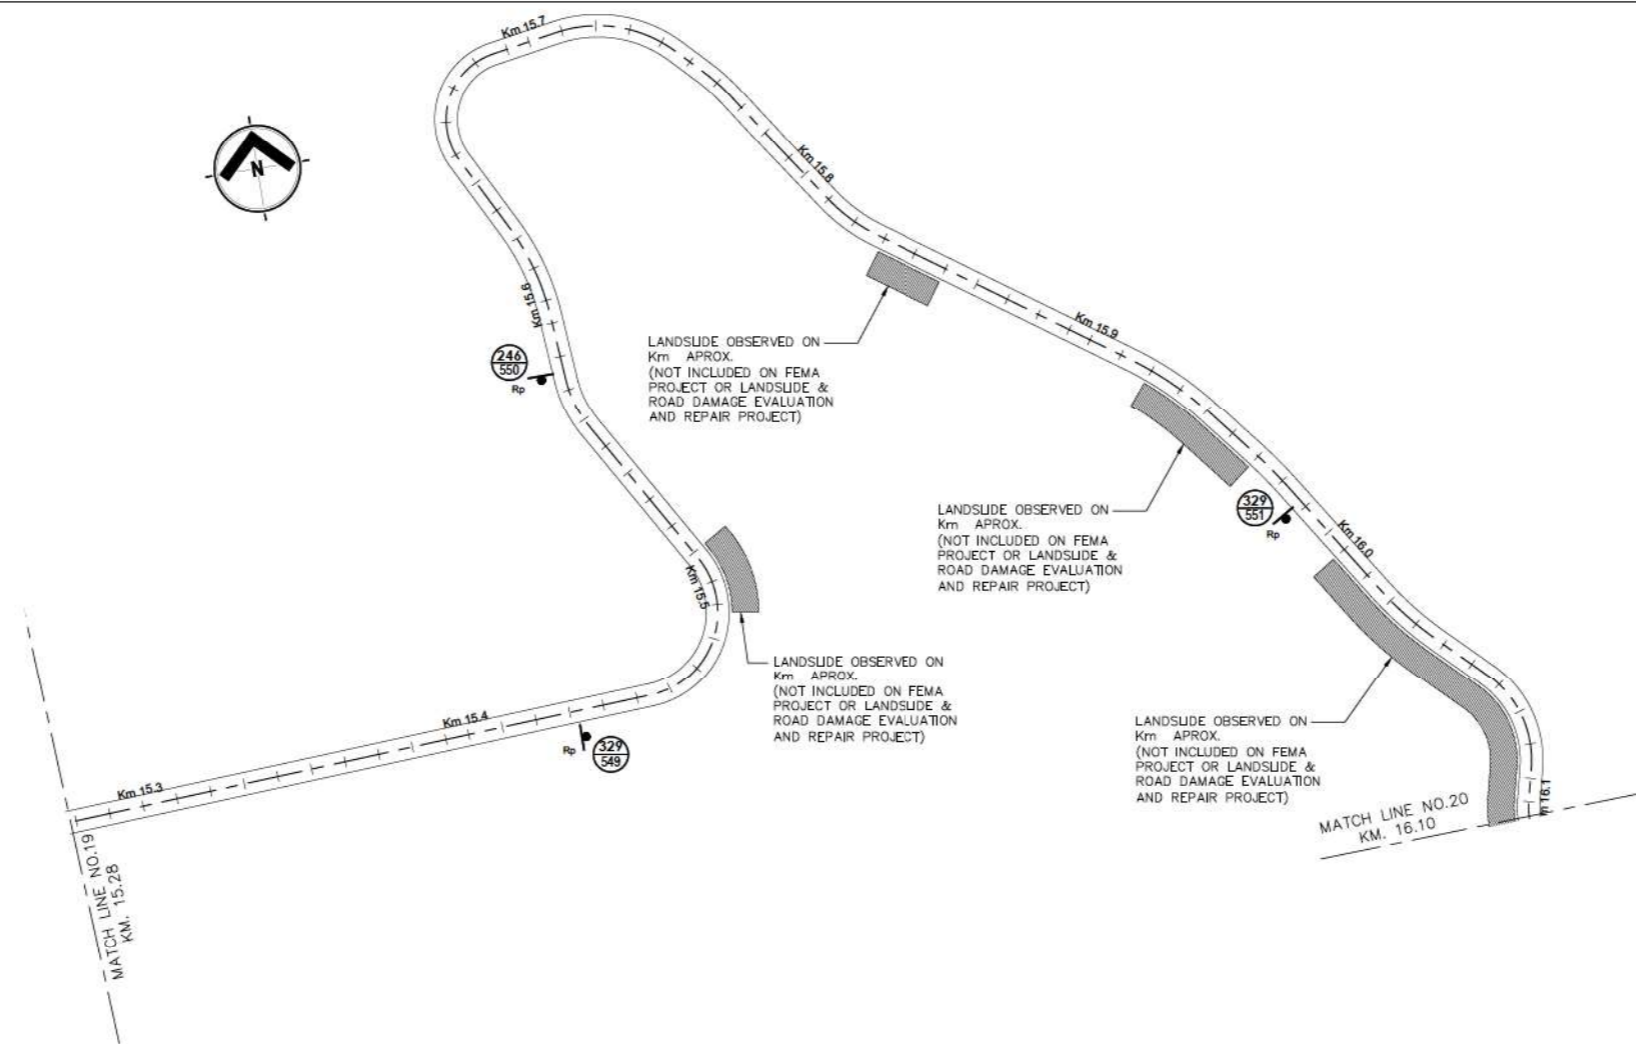 Km 15.7
N
Km 15.8
Km 15.6
Km 15.9
LANDSLIDE OBSERVED ON
Km APROX.
(NOT INCLUDED ON FEMA
PROJECT OR LANDSLIDE &
ROAD DAMAGE EVALUATION
AND REPAIR PROJECT)
246
550
Rp
LANDSLIDE OBSERVED ON
Km APROX.
(NOT INCLUDED ON FEMA
PROJECT OR LANDSLIDE &
ROAD DAMAGE EVALUATION
AND REPAIR PROJECT)
329
551
Rp
Km 16.0
Km 15.5
LANDSLIDE OBSERVED ON
Km APROX.
(NOT INCLUDED ON FEMA
PROJECT OR LANDSLIDE &
ROAD DAMAGE EVALUATION
AND REPAIR PROJECT)
Km 15.4
Rp
329
549
LANDSLIDE OBSERVED ON
Km APROX.
(NOT INCLUDED ON FEMA
PROJECT OR LANDSLIDE &
ROAD DAMAGE EVALUATION
AND REPAIR PROJECT)
Km 15.3
m 16.1
MATCH LINE NO.20
KM. 16.10
MATCH LINE NO.19
KM. 15.28